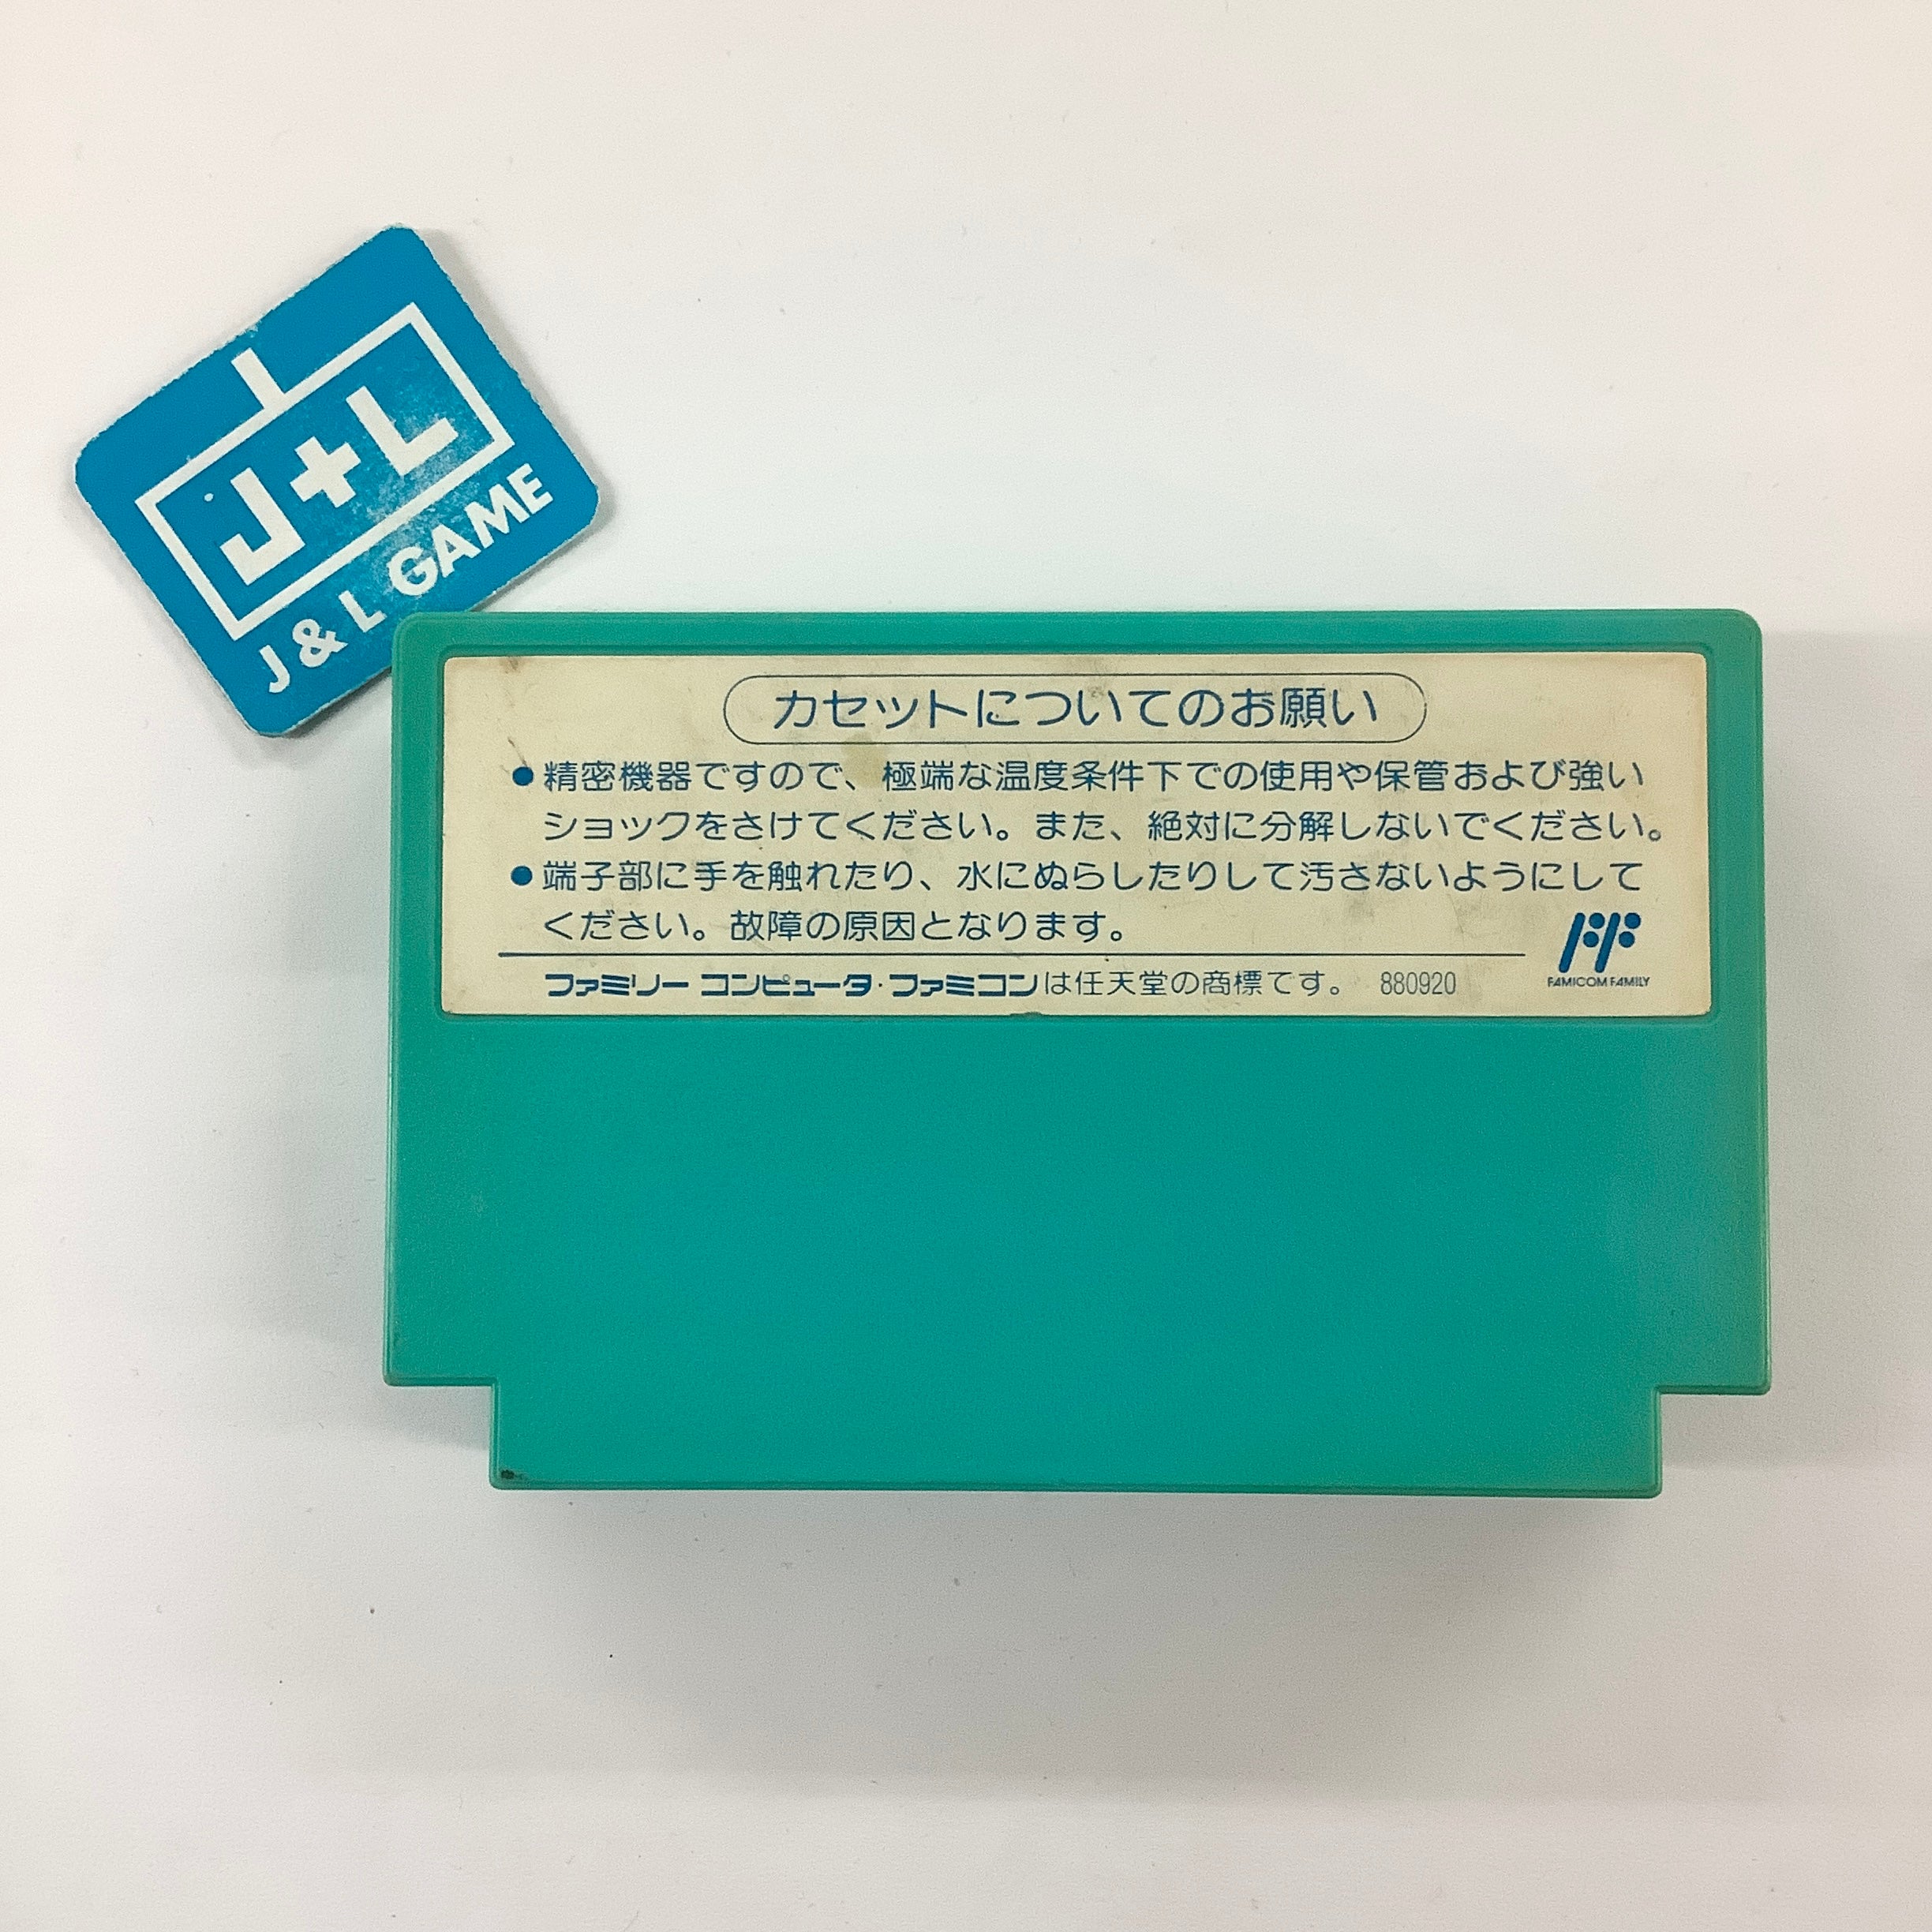 J+L
J & L GAME
カセットについてのお願い
●精密機器ですので、極端な温度条件下での使用や保管および強い
ショックをさけてください。また、絶対に分解しないでください。
●端子部に手を触れたり、水にぬらしたりして汚さないようにして
ください。故障の原因となります。
ファミリー コンピュータ・ファミコンは任天堂の商標です。 880920
FAMICOM FAMILY